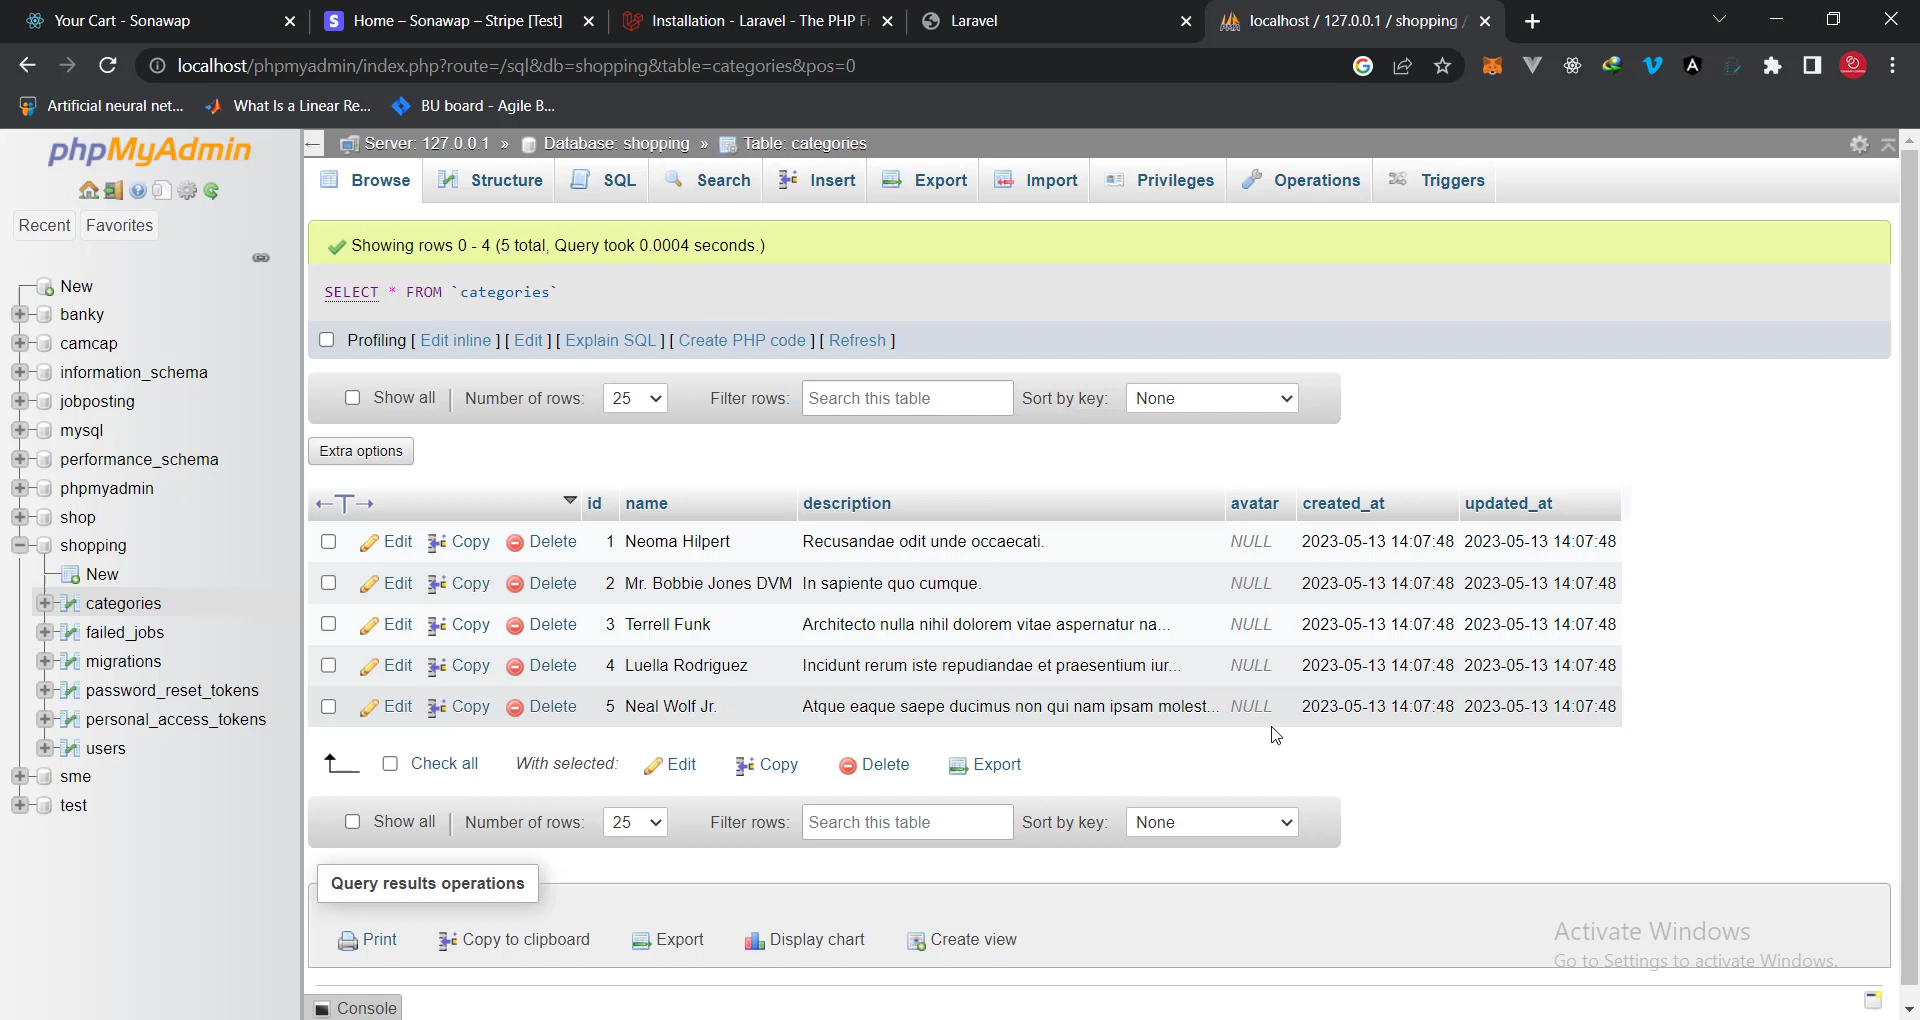 Your Cart - Sonawap
Home – Sonawap – Stripe [Test]
Installation - Laravel - The PHP Fr
Laravel
localhost / 127.0.0.1 / shopping /
localhost/phpmyadmin/index.php?route=/sql&db=shopping&table=categories&pos=0
Artificial neural net...
What Is a Linear Re...
BU board - Agile B...
phpMyAdmin
Recent
Favorites
New
banky
camcap
information_schema
jobposting
mysql
performance_schema
phpmyadmin
shop
shopping
New
categories
failed_jobs
migrations
password_reset_tokens
personal_access_tokens
users
sme
test
Server: 127.0.0.1 » Database: shopping » Table: categories
Browse Structure SQL Search Insert Export Import Privileges Operations Triggers
Showing rows 0 - 4 (5 total, Query took 0.0004 seconds.)
SELECT * FROM `categories`
Profiling [ Edit inline ] [ Edit ] [ Explain SQL ] [ Create PHP code ] [ Refresh ]
Show all Number of rows: 25 Filter rows: Search this table Sort by key: None
Extra options
←T→ id name description avatar created_at updated_at
Edit Copy Delete 1 Neoma Hilpert Recusandae odit unde occaecati. NULL 2023-05-13 14:07:48 2023-05-13 14:07:48
Edit Copy Delete 2 Mr. Bobbie Jones DVM In sapiente quo cumque. NULL 2023-05-13 14:07:48 2023-05-13 14:07:48
Edit Copy Delete 3 Terrell Funk Architecto nulla nihil dolorem vitae aspernatur na... NULL 2023-05-13 14:07:48 2023-05-13 14:07:48
Edit Copy Delete 4 Luella Rodriguez Incidunt rerum iste repudiandae et praesentium iur... NULL 2023-05-13 14:07:48 2023-05-13 14:07:48
Edit Copy Delete 5 Neal Wolf Jr. Atque eaque saepe ducimus non qui nam ipsam molest... NULL 2023-05-13 14:07:48 2023-05-13 14:07:48
Check all With selected: Edit Copy Delete Export
Show all Number of rows: 25 Filter rows: Search this table Sort by key: None
Query results operations
Print Copy to clipboard Export Display chart Create view
Activate Windows
Go to Settings to activate Windows.
Console